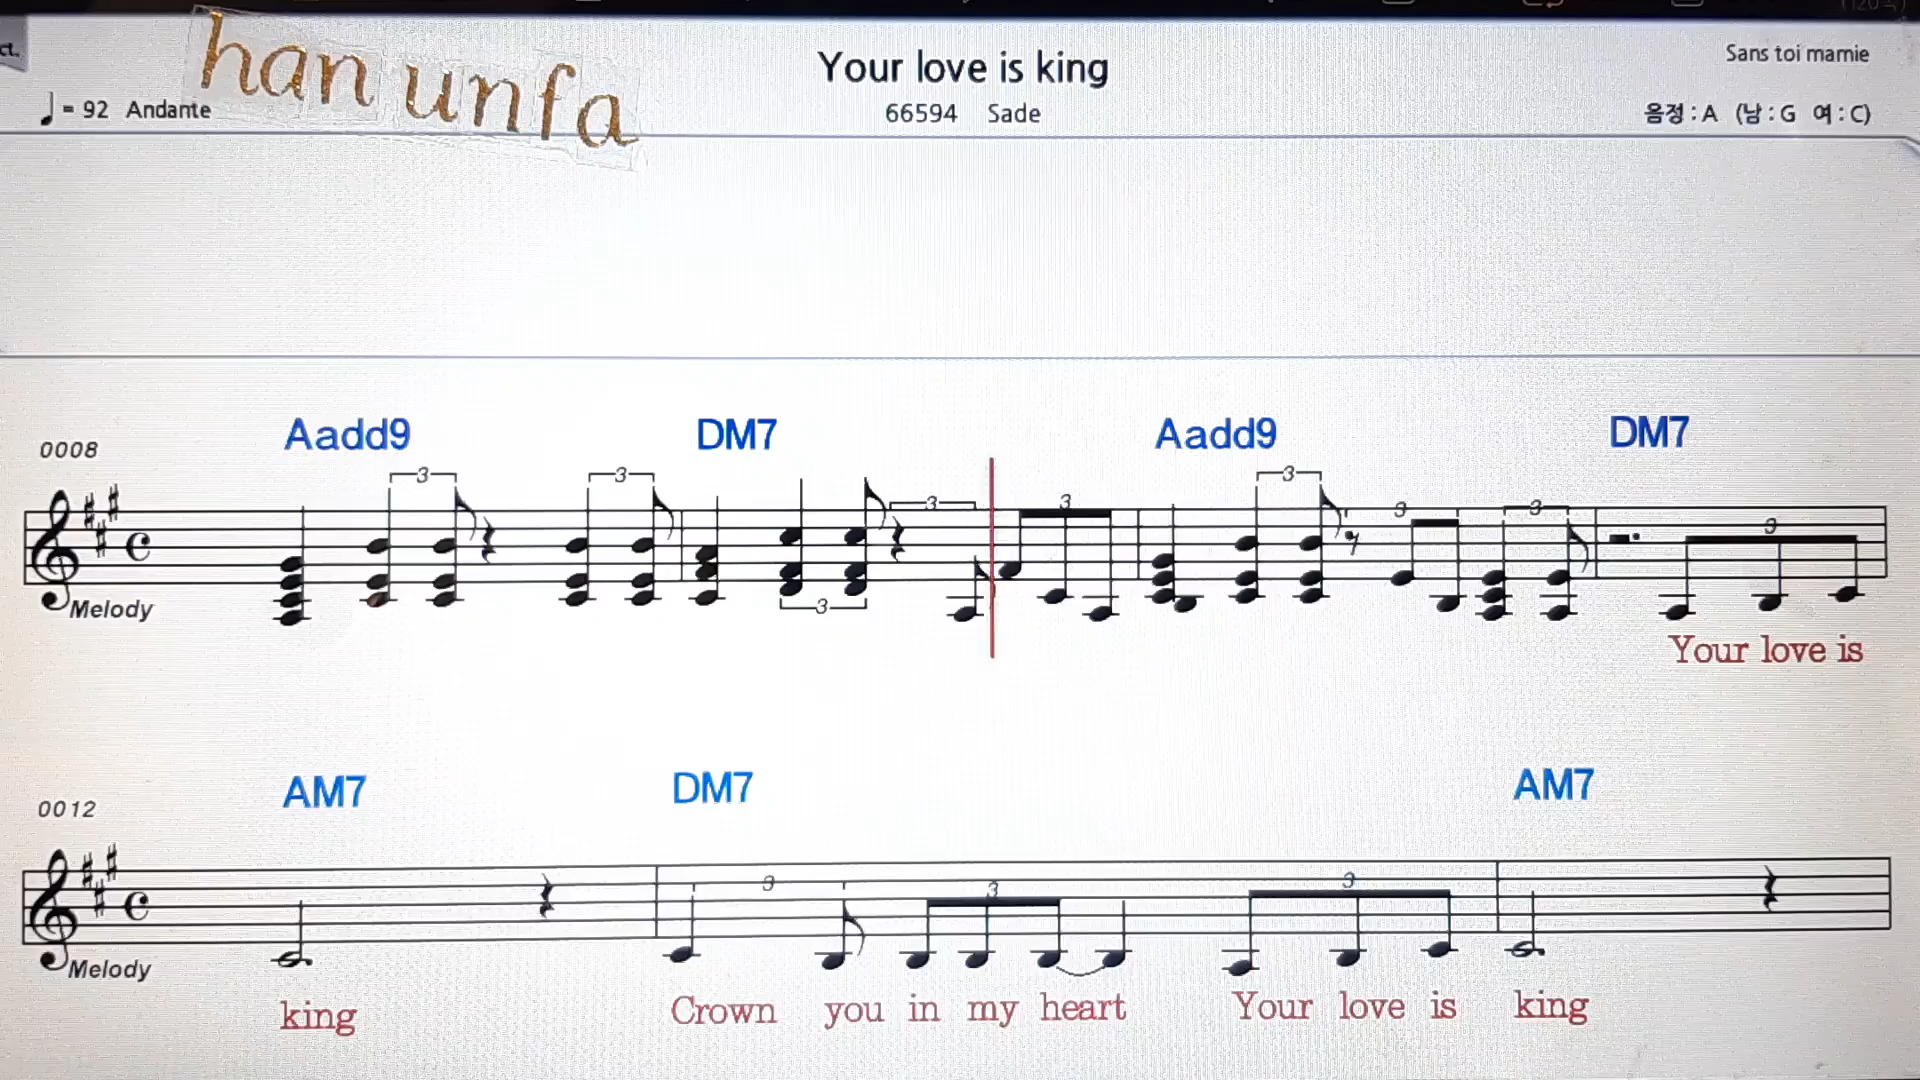 ct.
han unfa
Your love is king
Sans toi mamie
♩ = 92 Andante
66594 Sade
음정 : A (남 : G 여 : C)
Aadd9 DM7 Aadd9 DM7
0008
3 3 3 3 3 3 3 3
3
3
Melody
Your love is
AM7 DM7 AM7
0012
3 3 3
Melody
king Crown you in my heart Your love is king